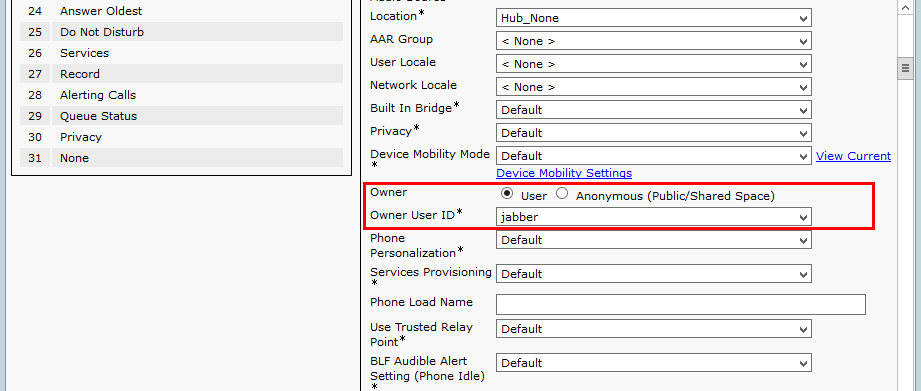 24 Answer Oldest
25 Do Not Disturb
26 Services
27 Record
28 Alerting Calls
29 Queue Status
30 Privacy
31 None
Location* Hub_None
AAR Group < None >
User Locale < None >
Network Locale < None >
Built In Bridge* Default
Privacy* Default
Device Mobility Mode Default View Current
*
Device Mobility Settings
Owner User Anonymous (Public/Shared Space)
Owner User ID* jabber
Phone Default
Personalization*
Services Provisioning Default
*
Phone Load Name
Use Trusted Relay Default
Point*
BLF Audible Alert Default
Setting (Phone Idle)
*